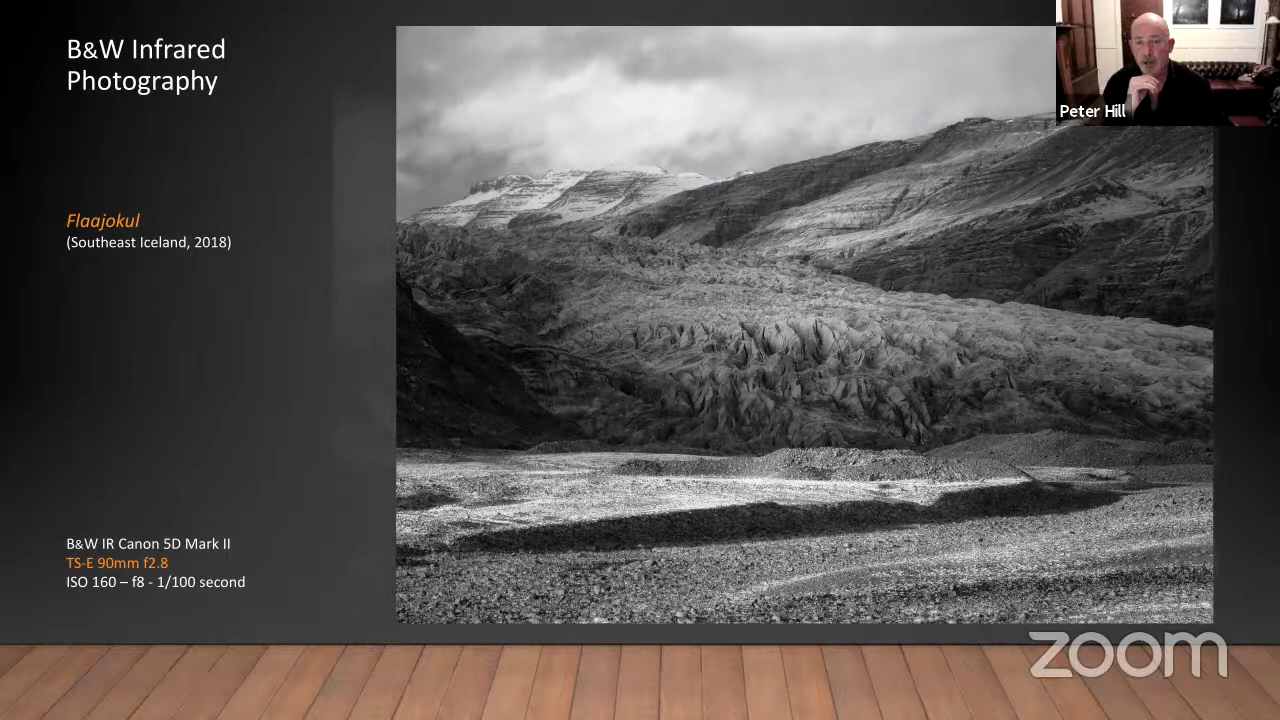 B&W Infrared
Photography
Peter Hill
Flaajokul
(Southeast Iceland, 2018)
B&W IR Canon 5D Mark II
TS-E 90mm f2.8
ISO 160 – f8 - 1/100 second
zoom